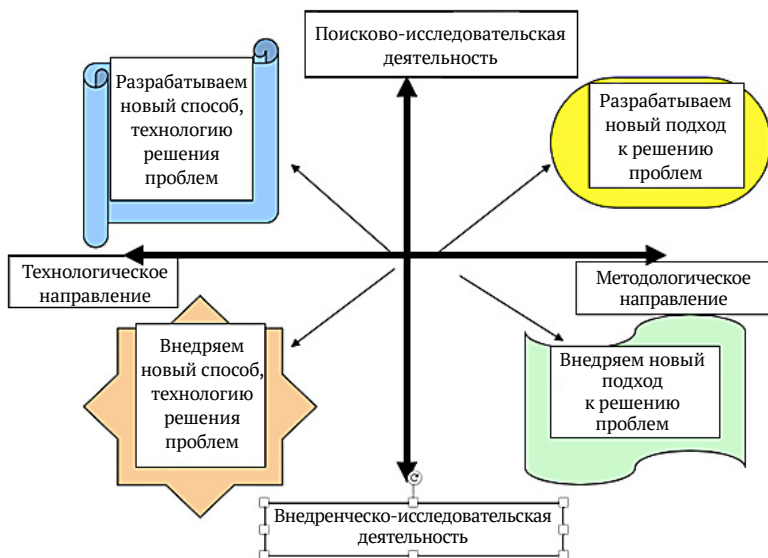 Поисково-исследовательская
деятельность
Разрабатываем
новый способ,
технологию
решения
проблем
Разрабатываем
новый подход
к решению
проблем
Технологическое
направление
Методологическое
направление
Внедряем
новый способ,
технологию
решения
проблем
Внедряем новый
подход
к решению
проблем
Внедренческо-исследовательская
деятельность